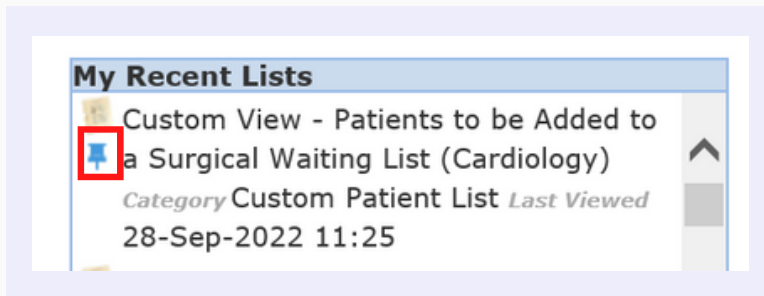 My Recent Lists
Custom View - Patients to be Added to
a Surgical Waiting List (Cardiology)
Category Custom Patient List Last Viewed
28-Sep-2022 11:25